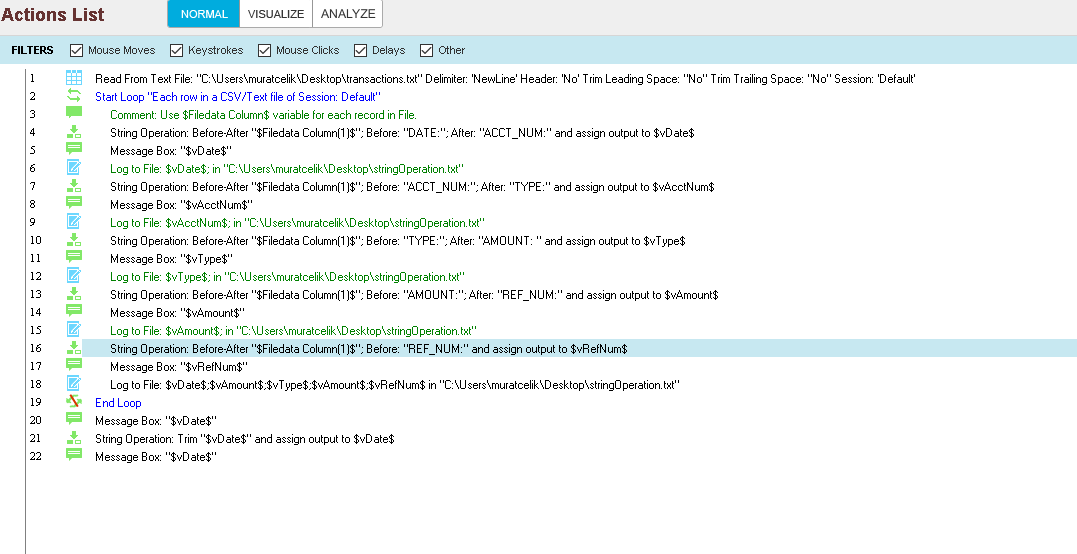 Actions List
NORMAL VISUALIZE ANALYZE
FILTERS Mouse Moves Keystrokes Mouse Clicks Delays Other
1 Read From Text File: "C:\Users\muratcelik\Desktop\transactions.txt" Delimiter: 'NewLine' Header: 'No' Trim Leading Space: "No" Trim Trailing Space: "No" Session: 'Default'
2 Start Loop "Each row in a CSV/Text file of Session: Default"
3 Comment: Use $Filedata Column$ variable for each record in File.
4 String Operation: Before-After "$Filedata Column(1)$"; Before: "DATE:"; After: "ACCT_NUM:" and assign output to $vDate$
5 Message Box: "$vDate$"
6 Log to File: $vDate$; in "C:\Users\muratcelik\Desktop\stringOperation.txt"
7 String Operation: Before-After "$Filedata Column(1)$"; Before: "ACCT_NUM:"; After: "TYPE:" and assign output to $vAcctNum$
8 Message Box: "$vAcctNum$"
9 Log to File: $vAcctNum$; in "C:\Users\muratcelik\Desktop\stringOperation.txt"
10 String Operation: Before-After "$Filedata Column(1)$"; Before: "TYPE:"; After: "AMOUNT: " and assign output to $vType$
11 Message Box: "$vType$"
12 Log to File: $vType$; in "C:\Users\muratcelik\Desktop\stringOperation.txt"
13 String Operation: Before-After "$Filedata Column(1)$"; Before: "AMOUNT:"; After: "REF_NUM:" and assign output to $vAmount$
14 Message Box: "$vAmount$"
15 Log to File: $vAmount$; in "C:\Users\muratcelik\Desktop\stringOperation.txt"
16 String Operation: Before-After "$Filedata Column(1)$"; Before: "REF_NUM:" and assign output to $vRefNum$
17 Message Box: "$vRefNum$"
18 Log to File: $vDate$;$vAmount$;$vType$;$vAmount$;$vRefNum$ in "C:\Users\muratcelik\Desktop\stringOperation.txt"
19 End Loop
20 Message Box: "$vDate$"
21 String Operation: Trim "$vDate$" and assign output to $vDate$
22 Message Box: "$vDate$"